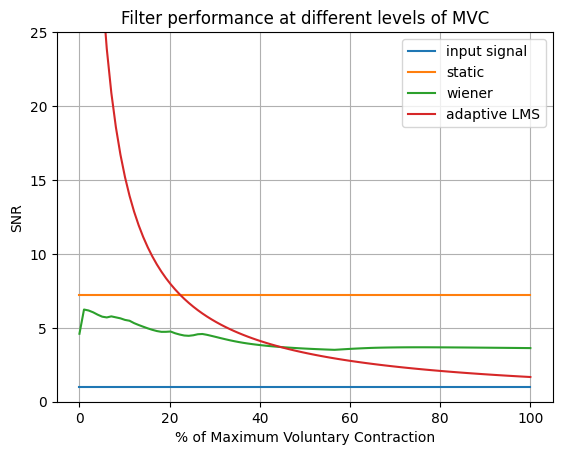 Filter performance at different levels of MVC
input signal
static
wiener
adaptive LMS
SNR
25
20
15
10
5
0
0 20 40 60 80 100
% of Maximum Voluntary Contraction